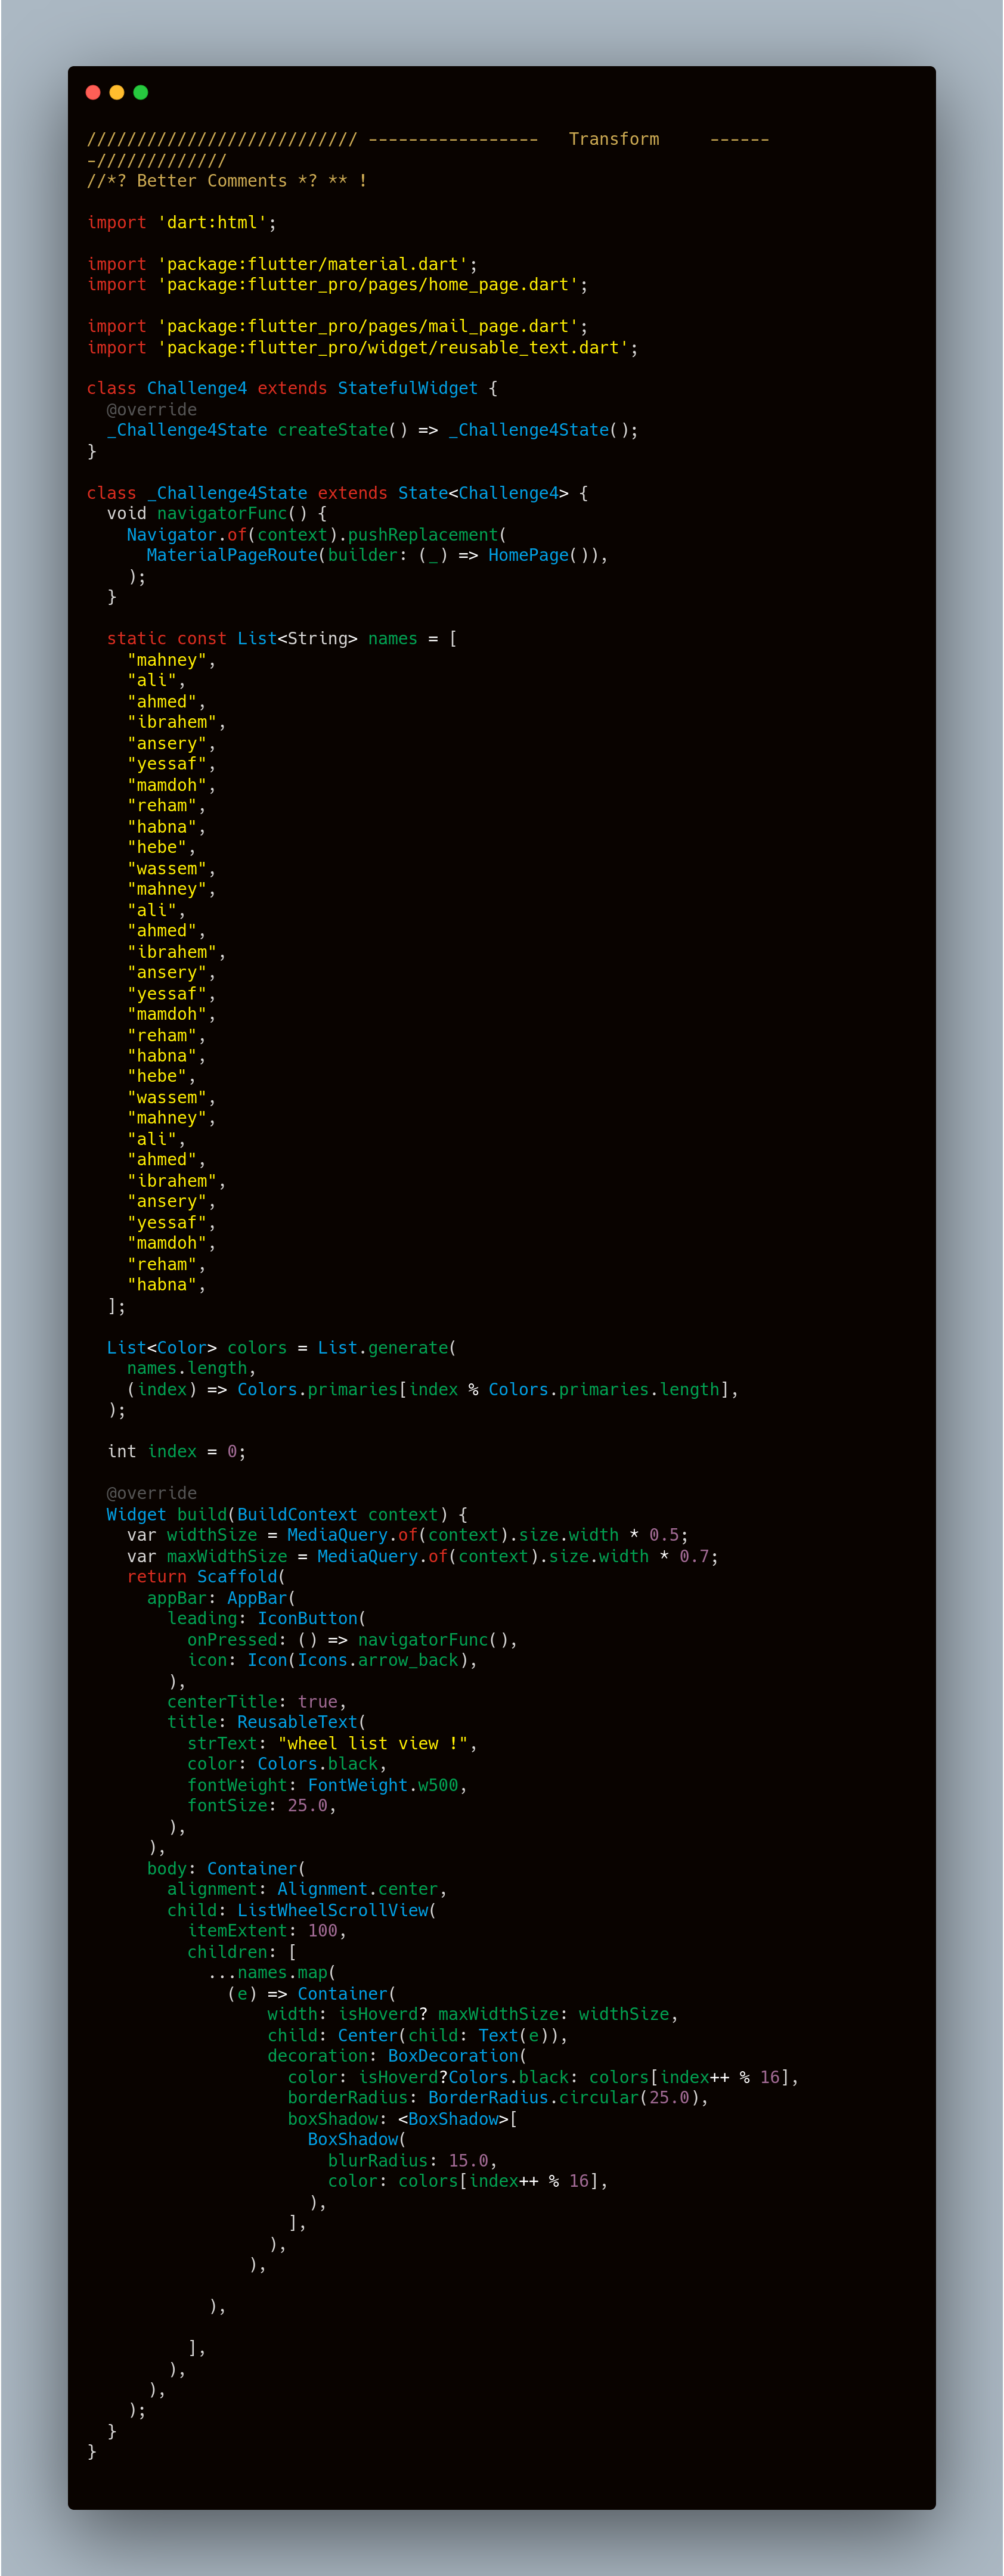 /////////////////////////// -----------------   Transform     ------
-/////////////
//*? Better Comments *? ** !

import 'dart:html';

import 'package:flutter/material.dart';
import 'package:flutter_pro/pages/home_page.dart';

import 'package:flutter_pro/pages/mail_page.dart';
import 'package:flutter_pro/widget/reusable_text.dart';

class Challenge4 extends StatefulWidget {
  @override
  _Challenge4State createState() => _Challenge4State();
}

class _Challenge4State extends State<Challenge4> {
  void navigatorFunc() {
    Navigator.of(context).pushReplacement(
      MaterialPageRoute(builder: (_) => HomePage()),
    );
  }

  static const List<String> names = [
    "mahney",
    "ali",
    "ahmed",
    "ibrahem",
    "ansery",
    "yessaf",
    "mamdoh",
    "reham",
    "habna",
    "hebe",
    "wassem",
    "mahney",
    "ali",
    "ahmed",
    "ibrahem",
    "ansery",
    "yessaf",
    "mamdoh",
    "reham",
    "habna",
    "hebe",
    "wassem",
    "mahney",
    "ali",
    "ahmed",
    "ibrahem",
    "ansery",
    "yessaf",
    "mamdoh",
    "reham",
    "habna",
  ];

  List<Color> colors = List.generate(
    names.length,
    (index) => Colors.primaries[index % Colors.primaries.length],
  );

  int index = 0;

  @override
  Widget build(BuildContext context) {
    var widthSize = MediaQuery.of(context).size.width * 0.5;
    var maxWidthSize = MediaQuery.of(context).size.width * 0.7;
    return Scaffold(
      appBar: AppBar(
        leading: IconButton(
          onPressed: () => navigatorFunc(),
          icon: Icon(Icons.arrow_back),
        ),
        centerTitle: true,
        title: ReusableText(
          strText: "wheel list view !",
          color: Colors.black,
          fontWeight: FontWeight.w500,
          fontSize: 25.0,
        ),
      ),
      body: Container(
        alignment: Alignment.center,
        child: ListWheelScrollView(
          itemExtent: 100,
          children: [
            ...names.map(
              (e) => Container(
                  width: isHoverd? maxWidthSize: widthSize,
                  child: Center(child: Text(e)),
                  decoration: BoxDecoration(
                    color: isHoverd?Colors.black: colors[index++ % 16],
                    borderRadius: BorderRadius.circular(25.0),
                    boxShadow: <BoxShadow>[
                      BoxShadow(
                        blurRadius: 15.0,
                        color: colors[index++ % 16],
                      ),
                    ],
                  ),
                ),

            ),

          ],
        ),
      ),
    );
  }
}